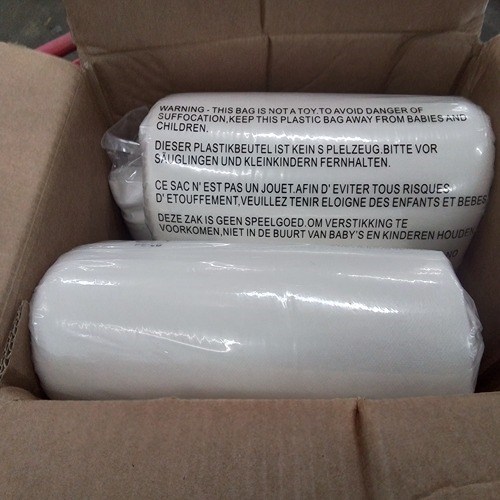 WARNING - THIS BAG IS NOT A TOY.TO AVOID DANGER OF
SUFFOCATION,KEEP THIS PLASTIC BAG AWAY FROM BABIES AND
CHILDREN.
DIESER PLASTIKBEUTEL IST KEIN S PLELZEUG.BITTE VOR
SÄUGLINGEN UND KLEINKINDERN FERNHALTEN.
CE SAC N' EST PAS UN JOUET.AFIN D' EVITER TOUS RISQUES
D' ETOUFFEMENT,VEUILLEZ TENIR ELOIGNE DES ENFANTS ET BEBES
DEZE ZAK IS GEEN SPEELGOED.OM VERSTIKKING TE
VOORKOMEN,NIET IN DE BUURT VAN BABY'S EN KINDEREN HOUDEN